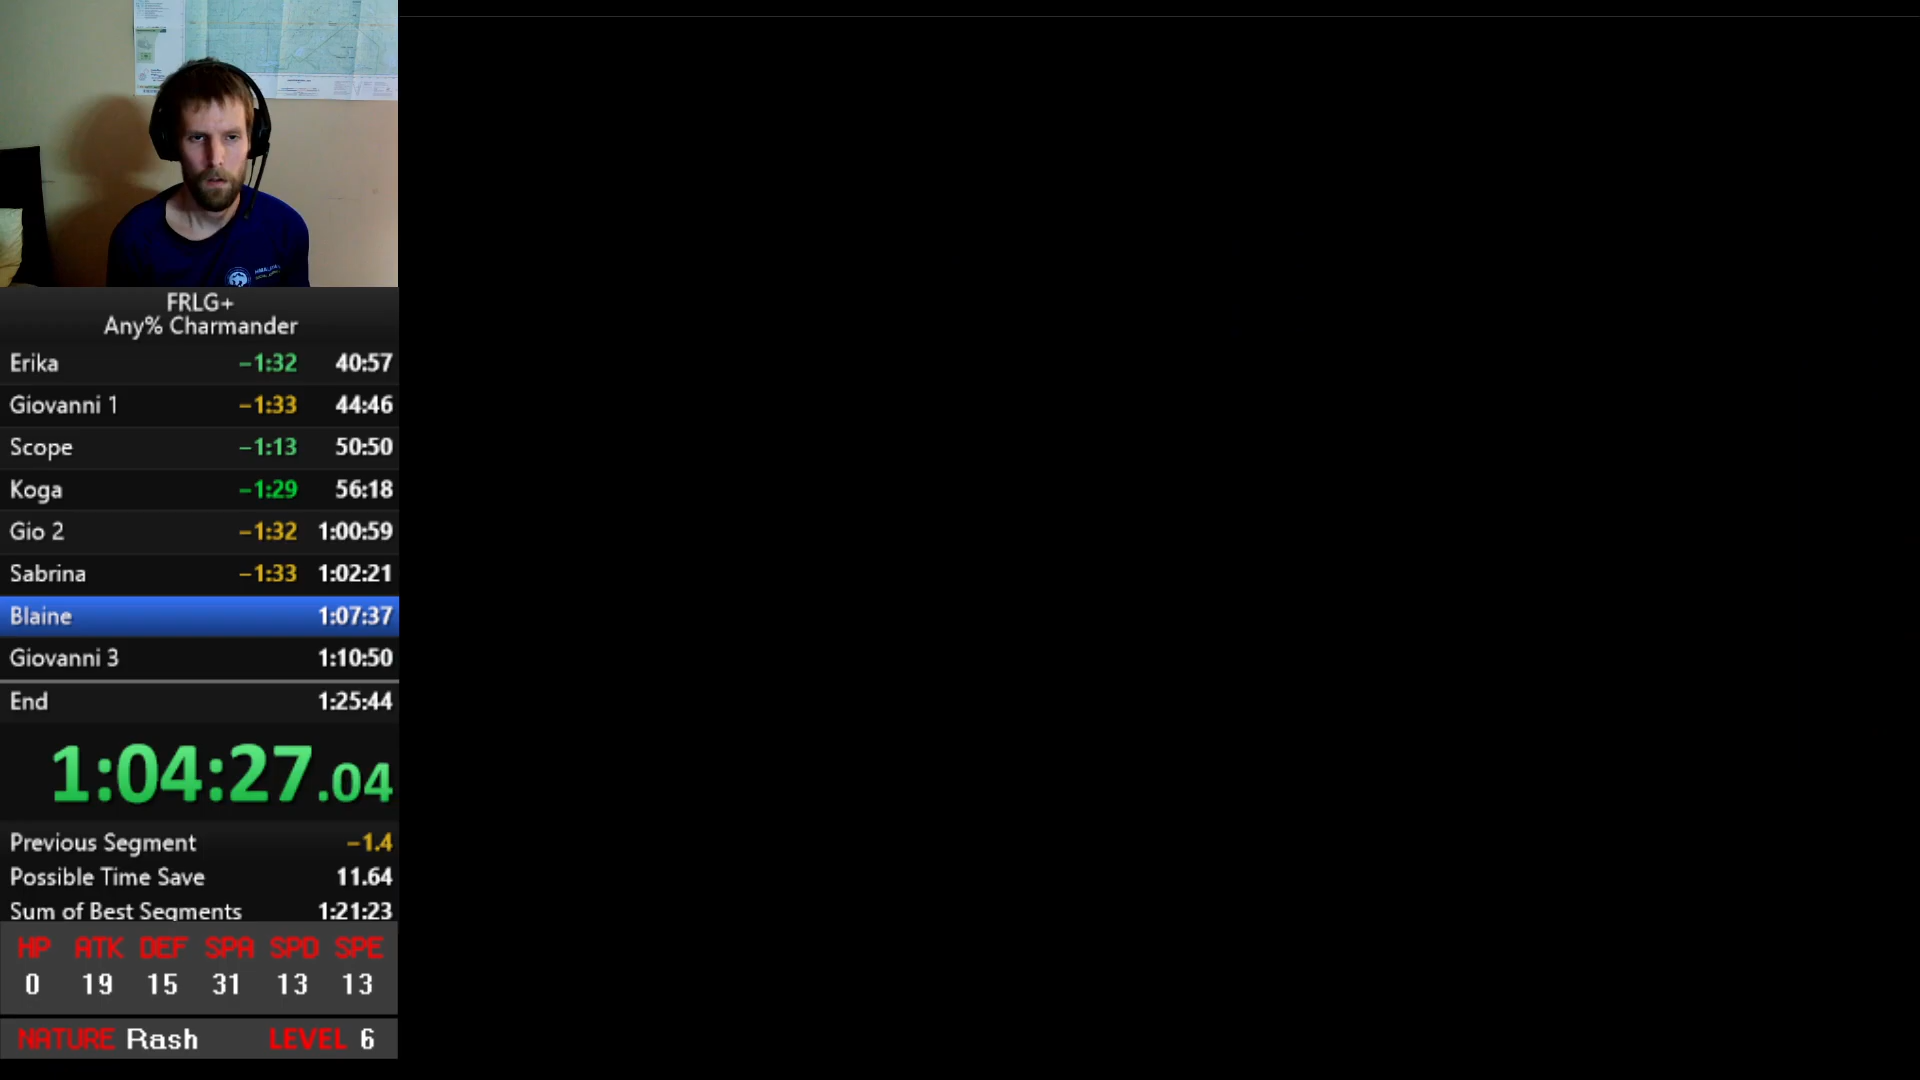 FRLG+
Any% Charmander
Erika −1:32 40:57
Giovanni 1 −1:33 44:46
Scope −1:13 50:50
Koga −1:29 56:18
Gio 2 −1:32 1:00:59
Sabrina −1:33 1:02:21
Blaine 1:07:37
Giovanni 3 1:10:50
End 1:25:44
1:04:27.04
Previous Segment −1.4
Possible Time Save 11.64
Sum of Best Segments 1:21:23
HP ATK DEF SPA SPD SPE
0 19 15 31 13 13
NATURE Rash LEVEL 6